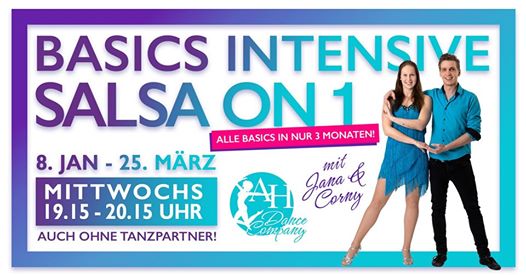 BASICS INTENSIVE
SALSA ON 1
ALLE BASICS IN NUR 3 MONATEN!
8. JAN - 25. MÄRZ
MITTWOCHS
19.15 - 20.15 UHR
AUCH OHNE TANZPARTNER!
AH
Dance
Company
mit
Jana &
Corny